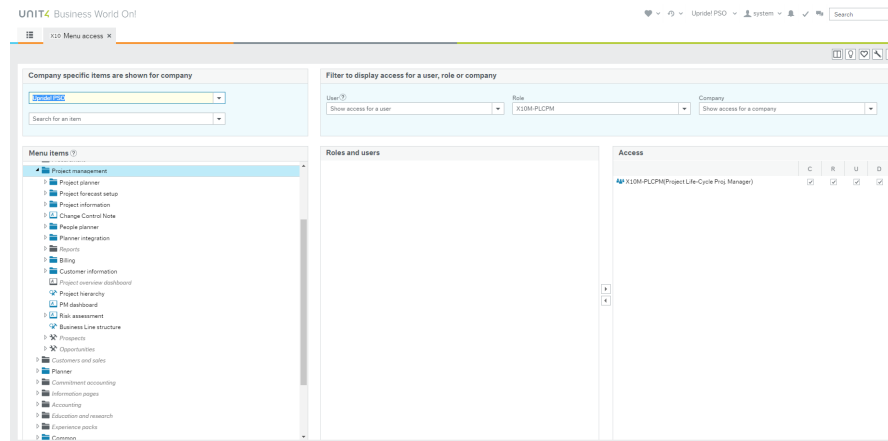 UNIT4 Business World On!
Upride! PSO
system
Search
X10 Menu access ×
Company specific items are shown for company
Upride! PSO
Search for an item
Filter to display access for a user, role or company
User
Role
Company
Show access for a user
X10M-PLCPM
Show access for a company
Menu items
Project management
Project planner
Project forecast setup
Project information
Change Control Note
People planner
Planner integration
Reports
Billing
Customer information
Project overview dashboard
Project hierarchy
PM dashboard
Risk assessment
Business Line structure
Prospects
Opportunities
Customers and sales
Planner
Commitment accounting
Information pages
Accounting
Education and research
Experience packs
Common
Roles and users
Access
C R U D
X10M-PLCPM(Project Life-Cycle Proj. Manager)